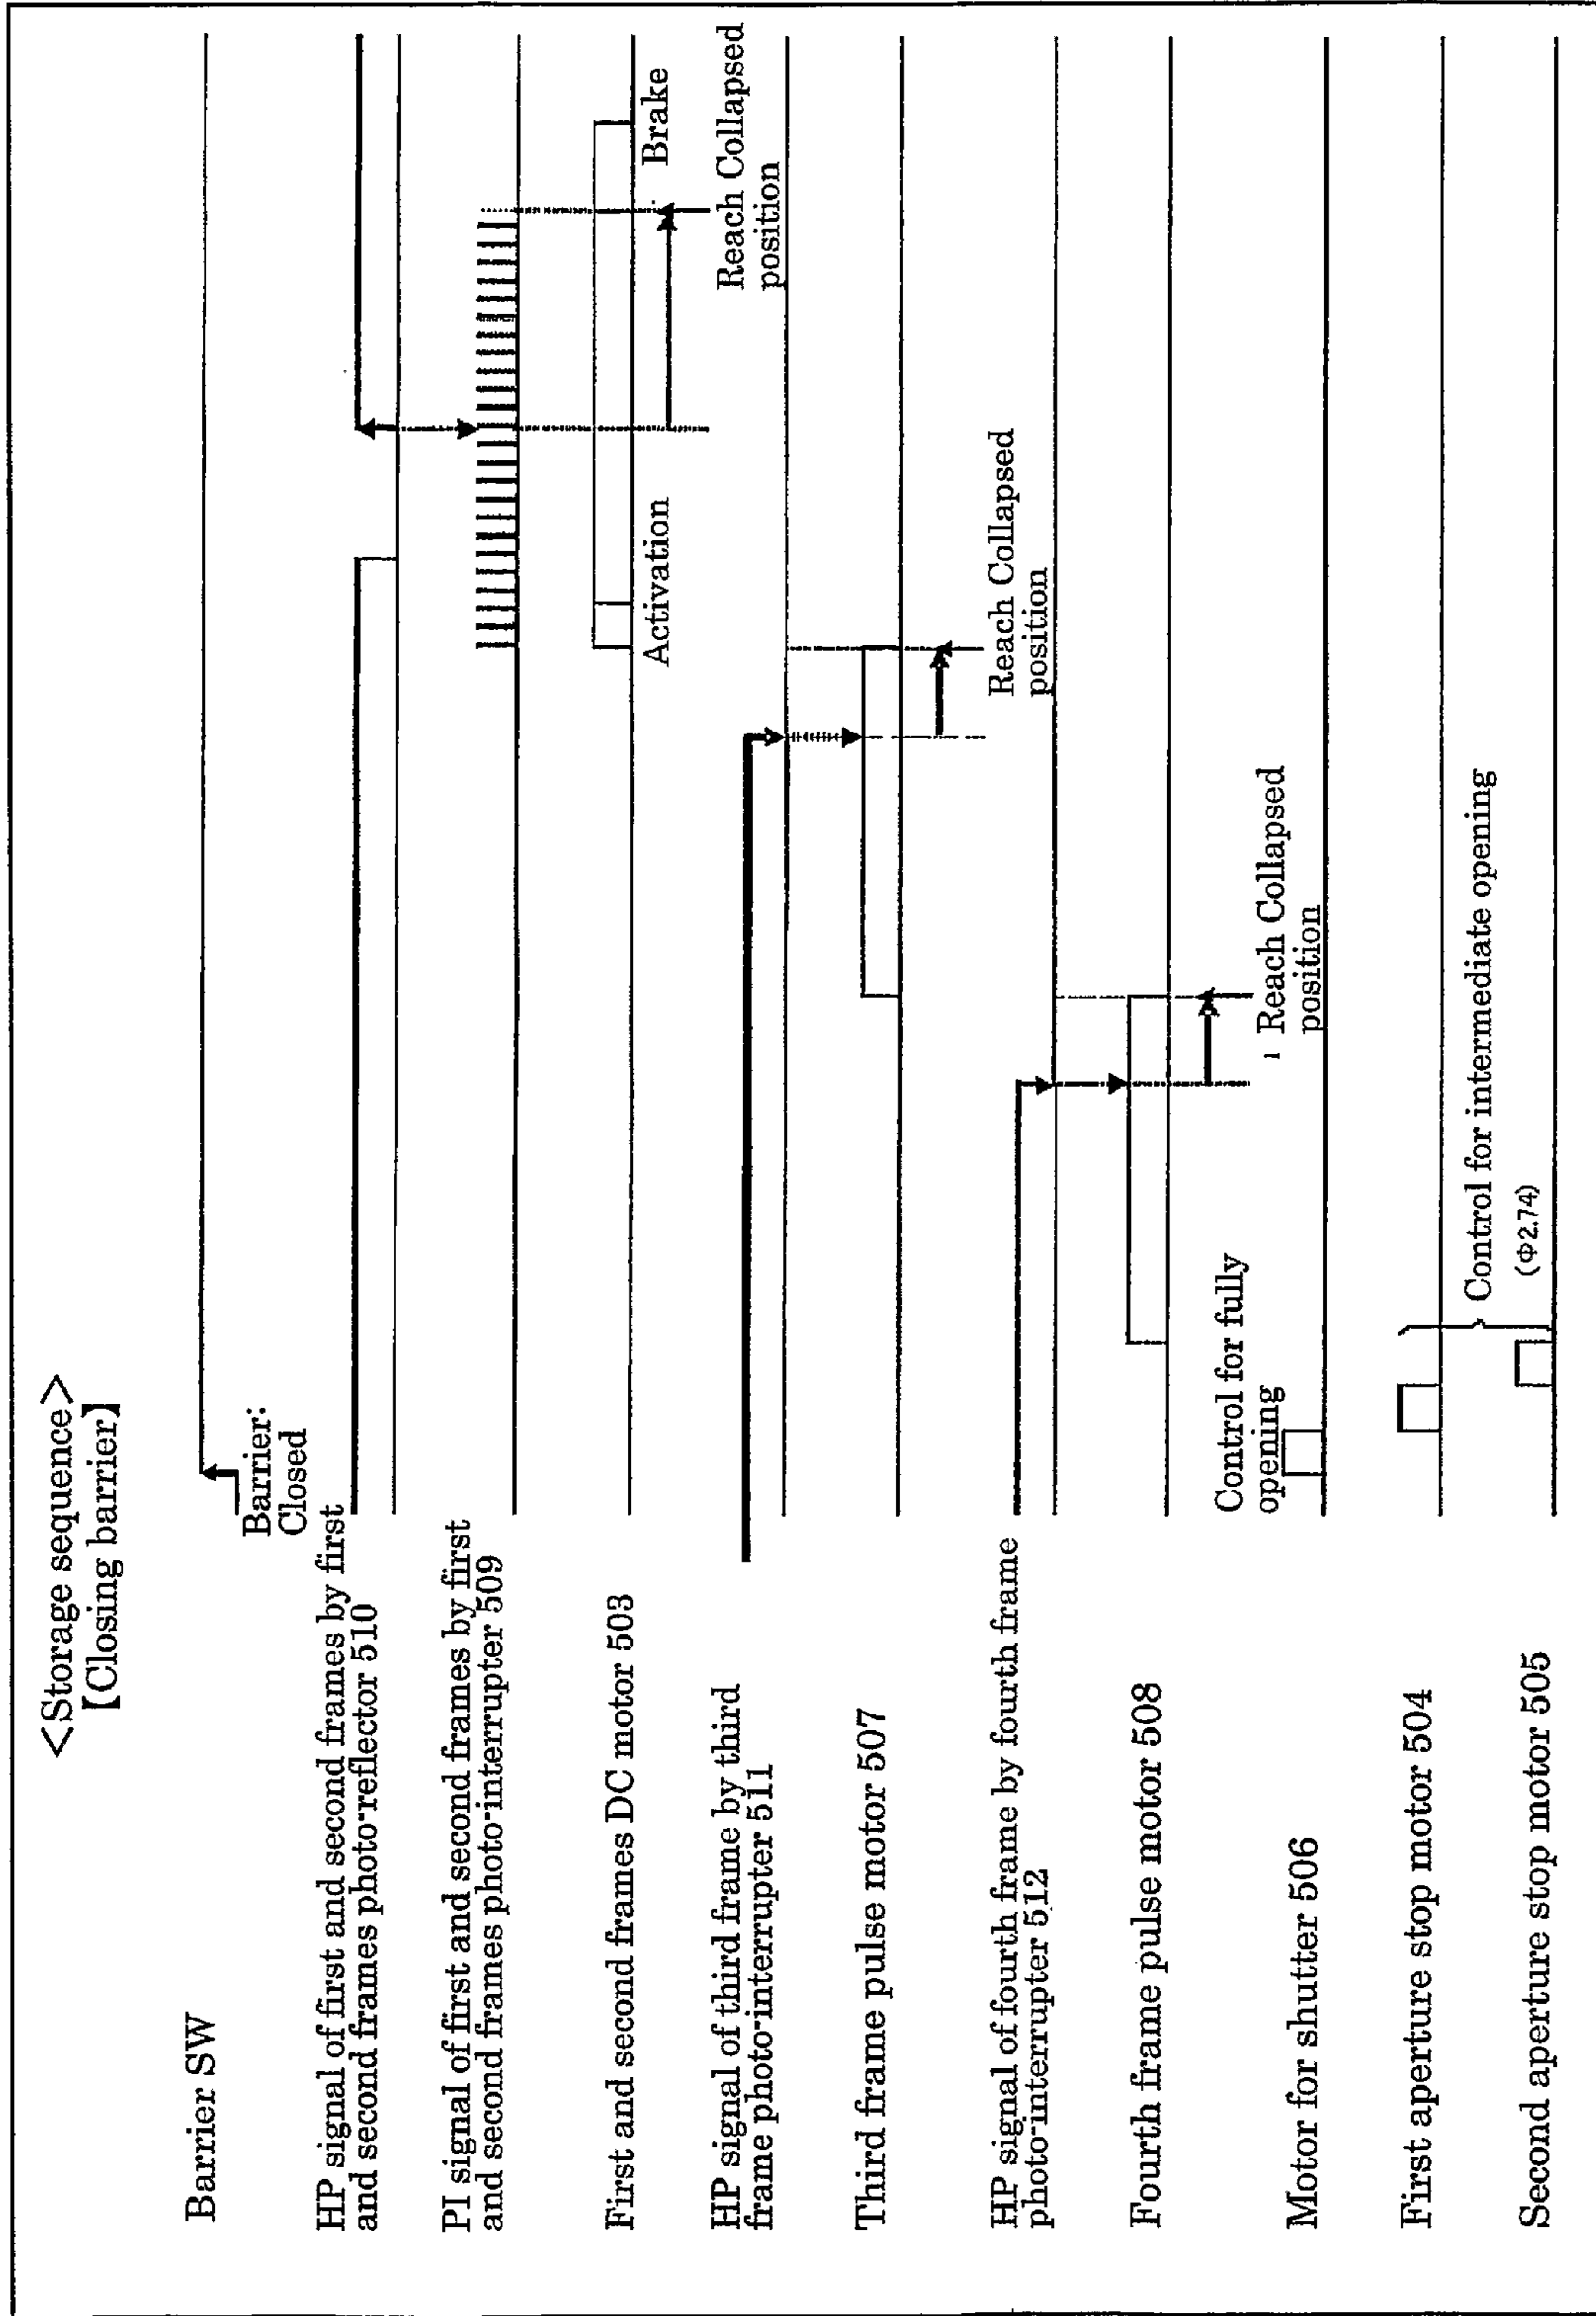 <Storage sequence>
【Closing barrier】
Barrier SW
Barrier:
Closed
HP signal of first and second frames by first
and second frames photo-reflector 510
PI signal of first and second frames by first
and second frames photo-interrupter 509
First and second frames DC motor 503
Activation
Brake
HP signal of third frame by third
frame photo-interrupter 511
Reach Collapsed
position
Third frame pulse motor 507
HP signal of fourth frame by fourth frame
photo-interrupter 512
Reach Collapsed
position
Fourth frame pulse motor 508
Control for fully
opening
Reach Collapsed
position
Motor for shutter 506
First aperture stop motor 504
Control for intermediate opening
(Φ2.74)
Second aperture stop motor 505